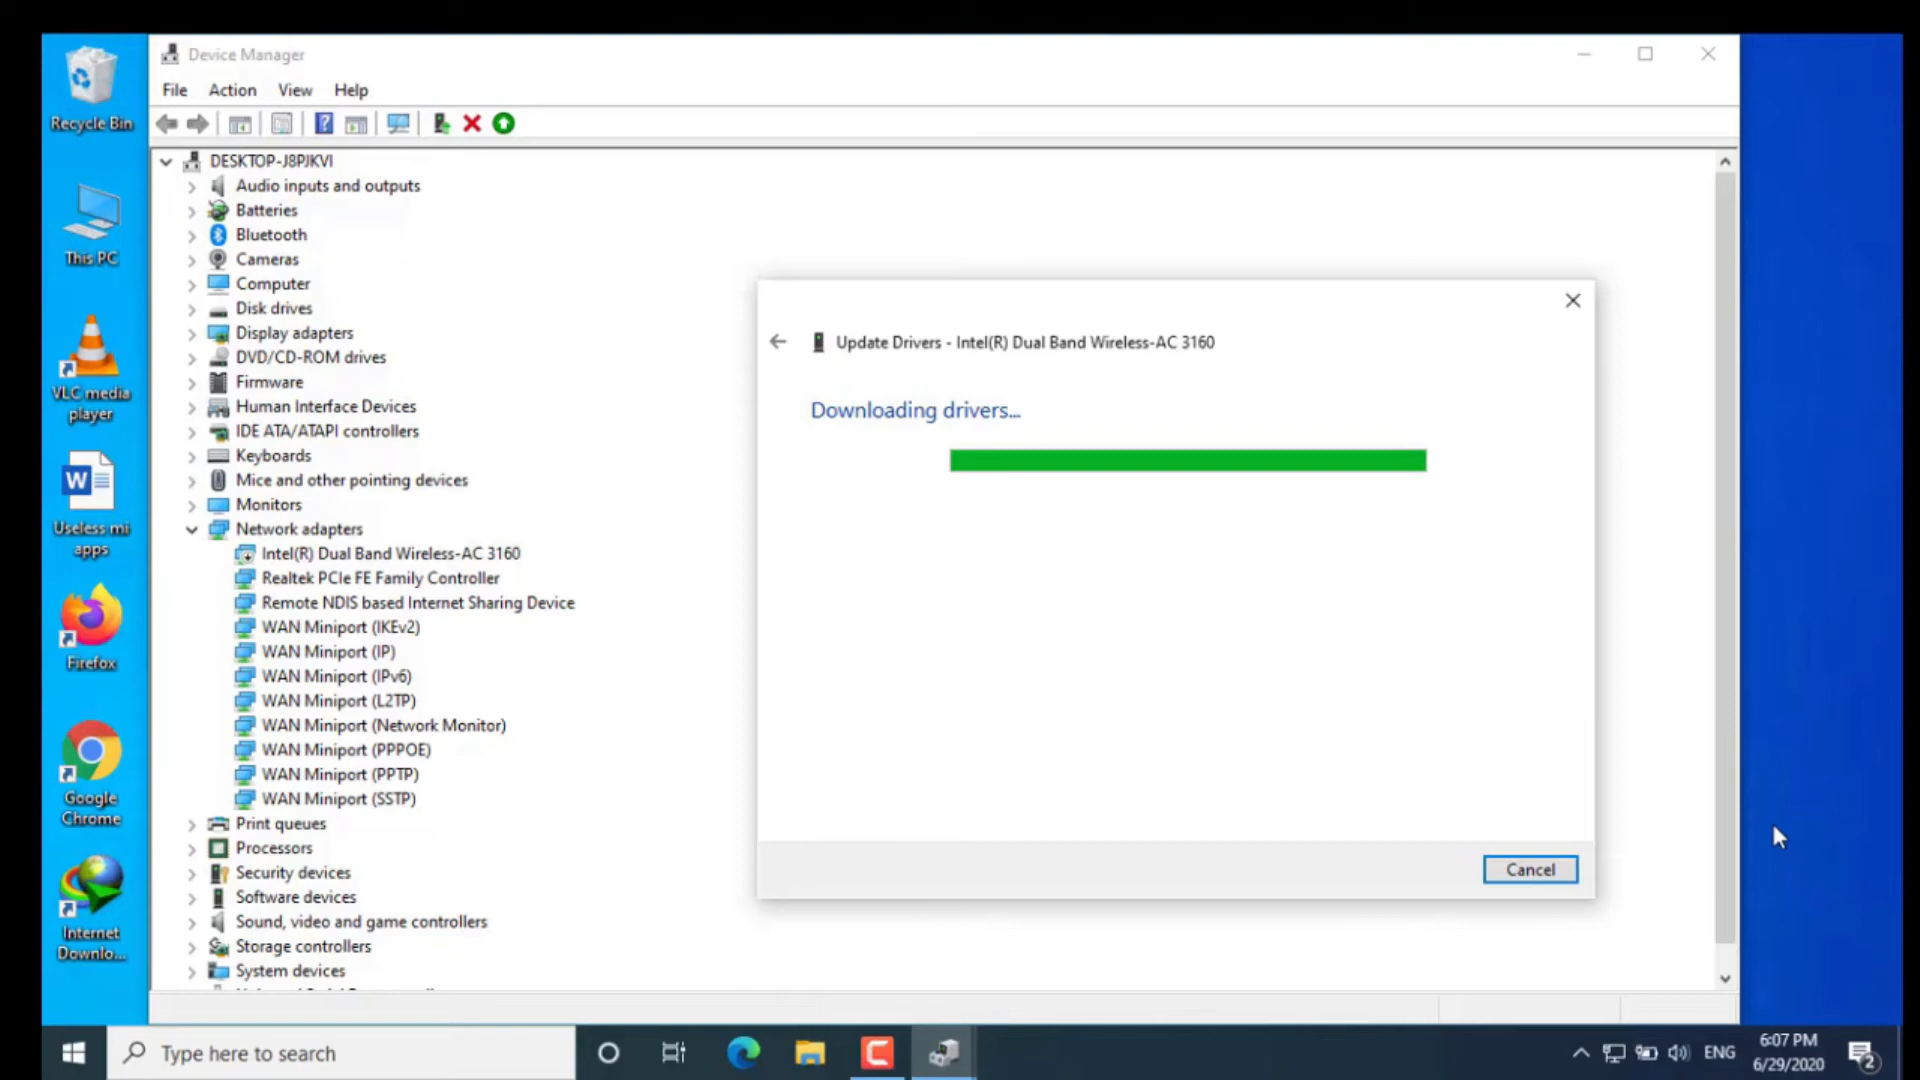 Device Manager
File Action View Help
DESKTOP-J8PJKVI
Audio inputs and outputs
Batteries
Bluetooth
Cameras
Computer
Disk drives
Display adapters
DVD/CD-ROM drives
Firmware
Human Interface Devices
IDE ATA/ATAPI controllers
Keyboards
Mice and other pointing devices
Monitors
Network adapters
Intel(R) Dual Band Wireless-AC 3160
Realtek PCIe FE Family Controller
Remote NDIS based Internet Sharing Device
WAN Miniport (IKEv2)
WAN Miniport (IP)
WAN Miniport (IPv6)
WAN Miniport (L2TP)
WAN Miniport (Network Monitor)
WAN Miniport (PPPOE)
WAN Miniport (PPTP)
WAN Miniport (SSTP)
Print queues
Processors
Security devices
Software devices
Sound, video and game controllers
Storage controllers
System devices
Update Drivers - Intel(R) Dual Band Wireless-AC 3160
Downloading drivers...
Cancel
Recycle Bin
This PC
VLC media
player
Useless mi
apps
Firefox
Google
Chrome
Internet
Downlo...
Type here to search
ENG
6:07 PM
6/29/2020
2